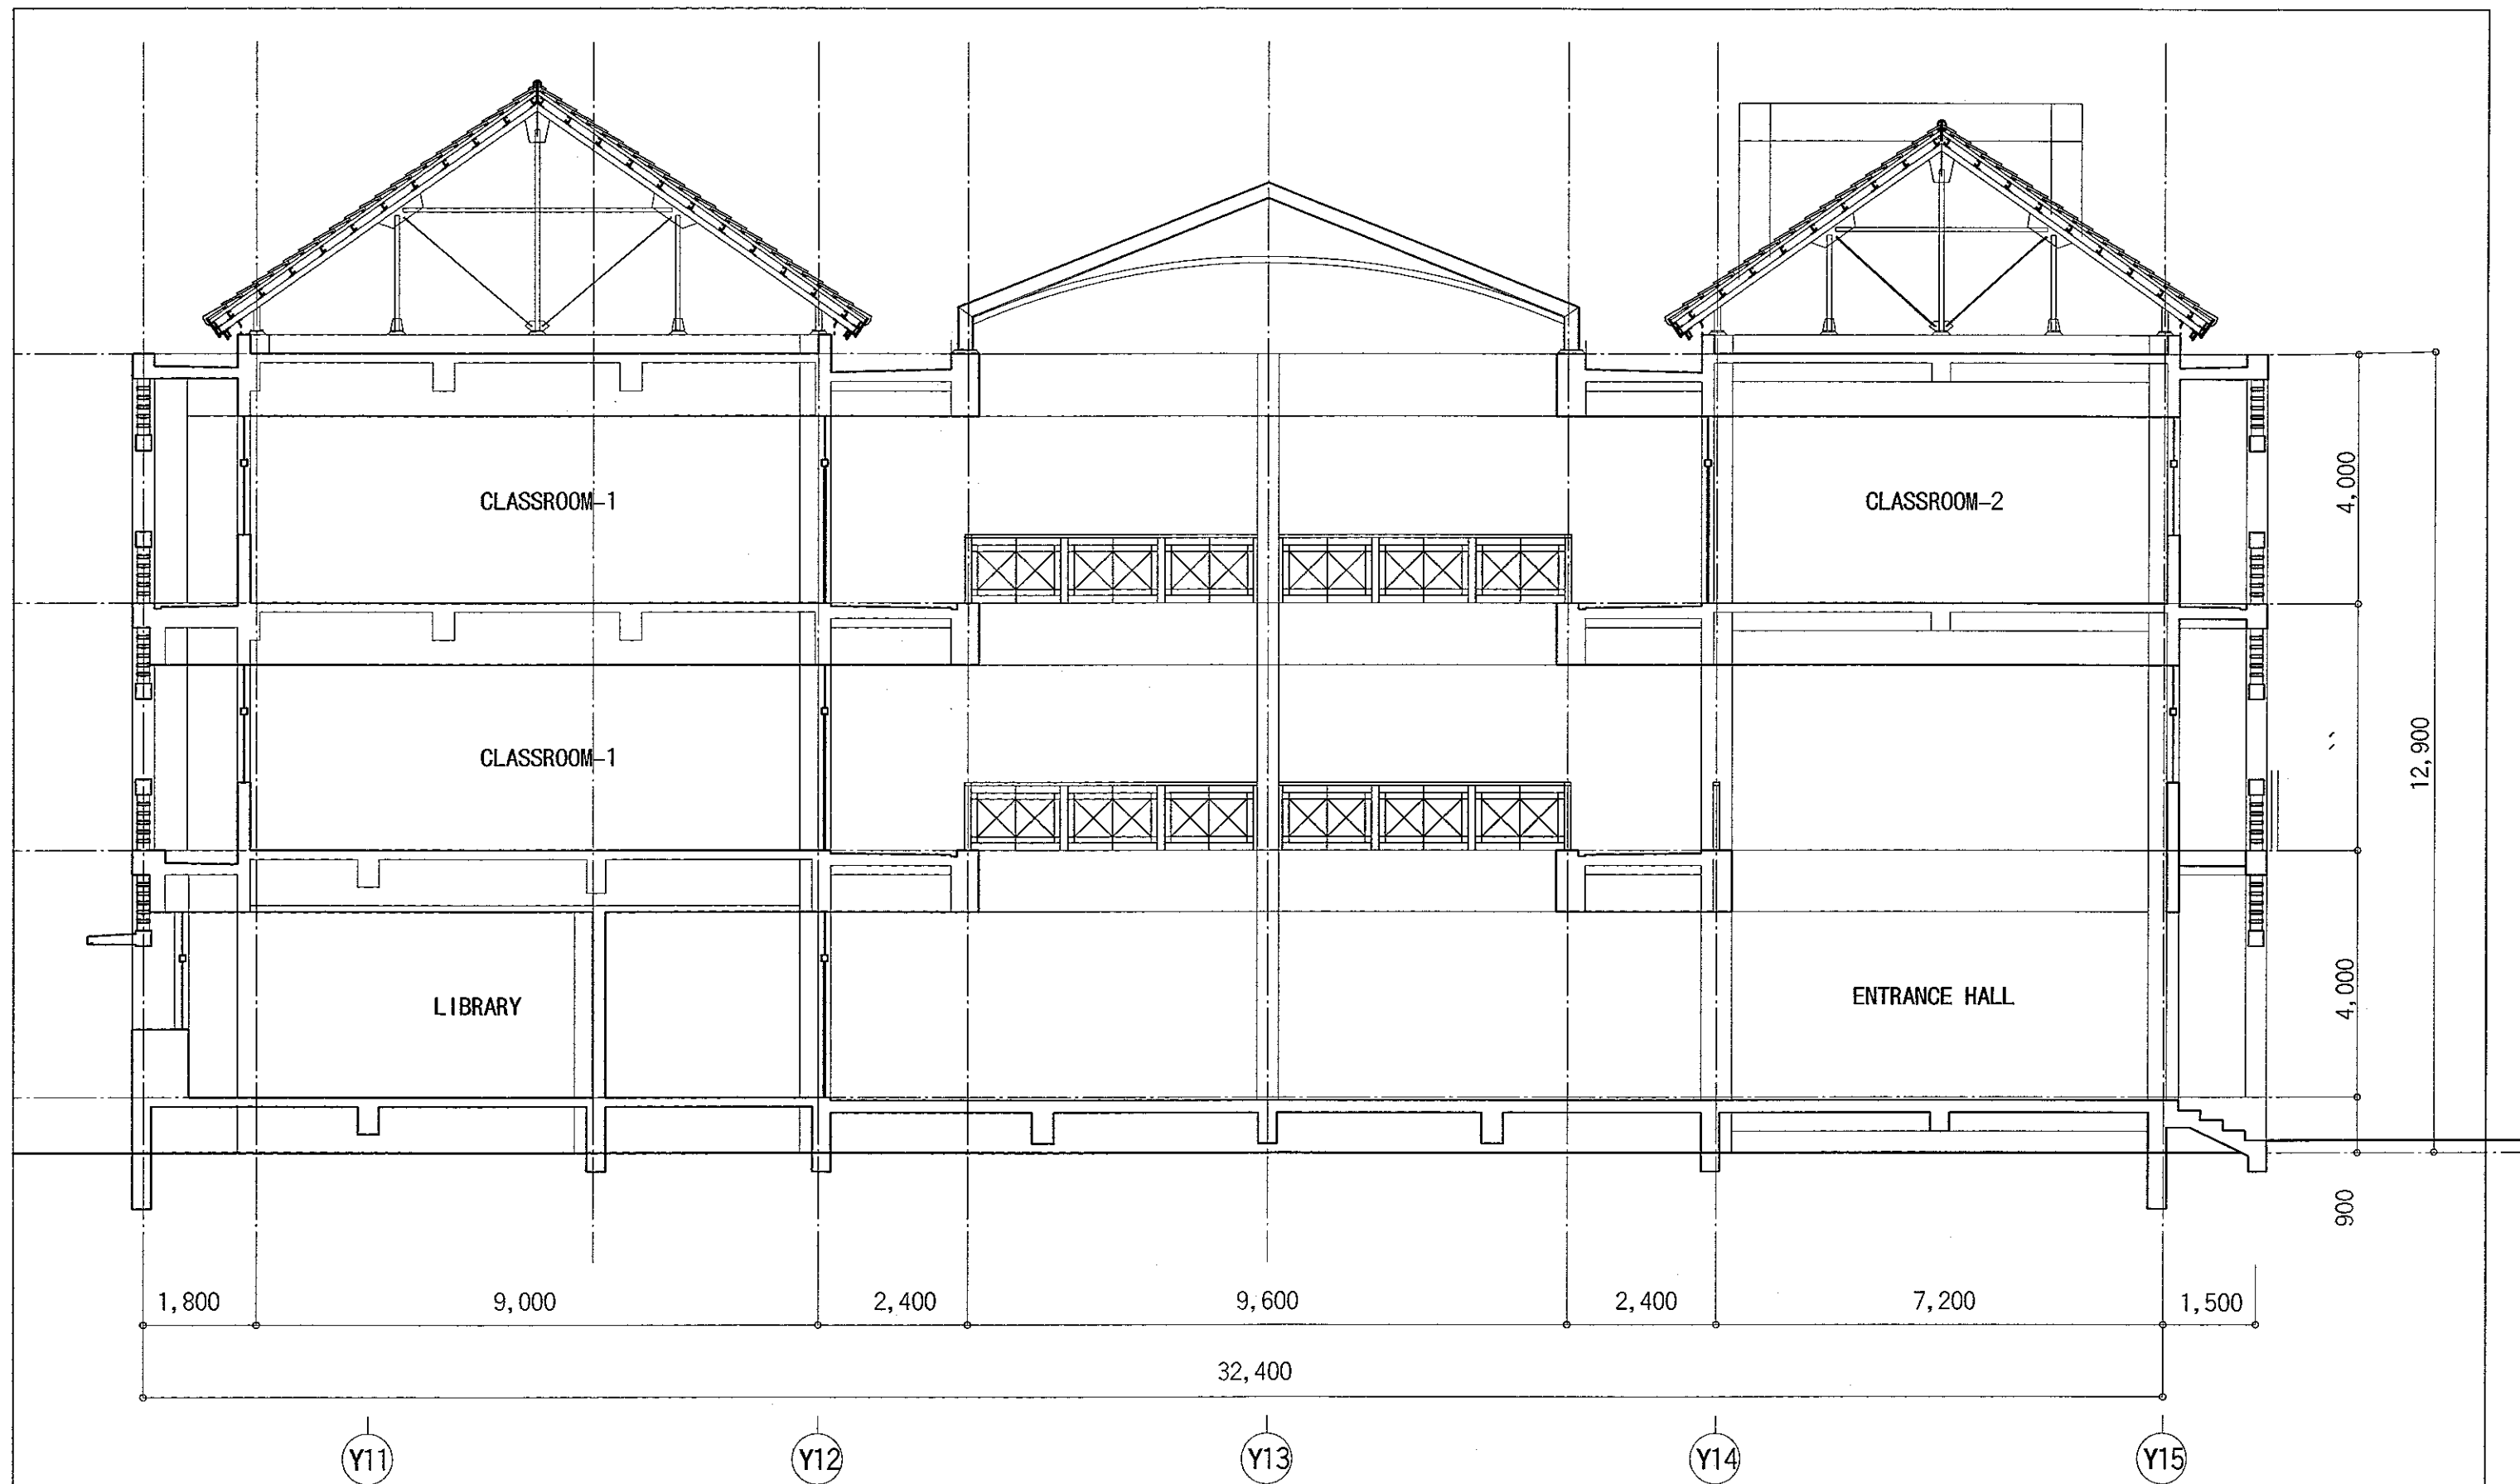 CLASSROOM-1
CLASSROOM-2
4,000
CLASSROOM-1
〃
12,900
LIBRARY
ENTRANCE HALL
4,000
900
1,800
9,000
2,400
9,600
2,400
7,200
1,500
32,400
Y11
Y12
Y13
Y14
Y15